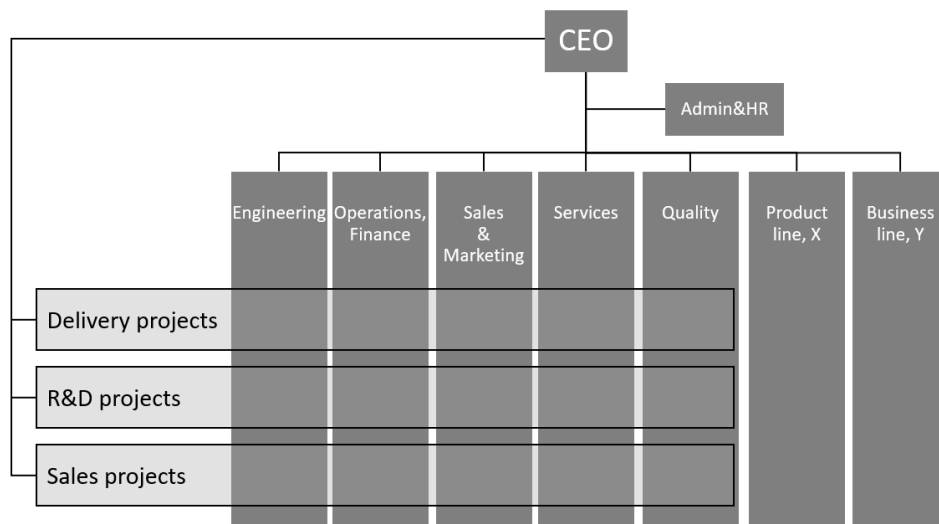 CEO
Admin&HR
Engineering
Operations,
Finance
Sales
&
Marketing
Services
Quality
Product
line, X
Business
line, Y
Delivery projects
R&D projects
Sales projects